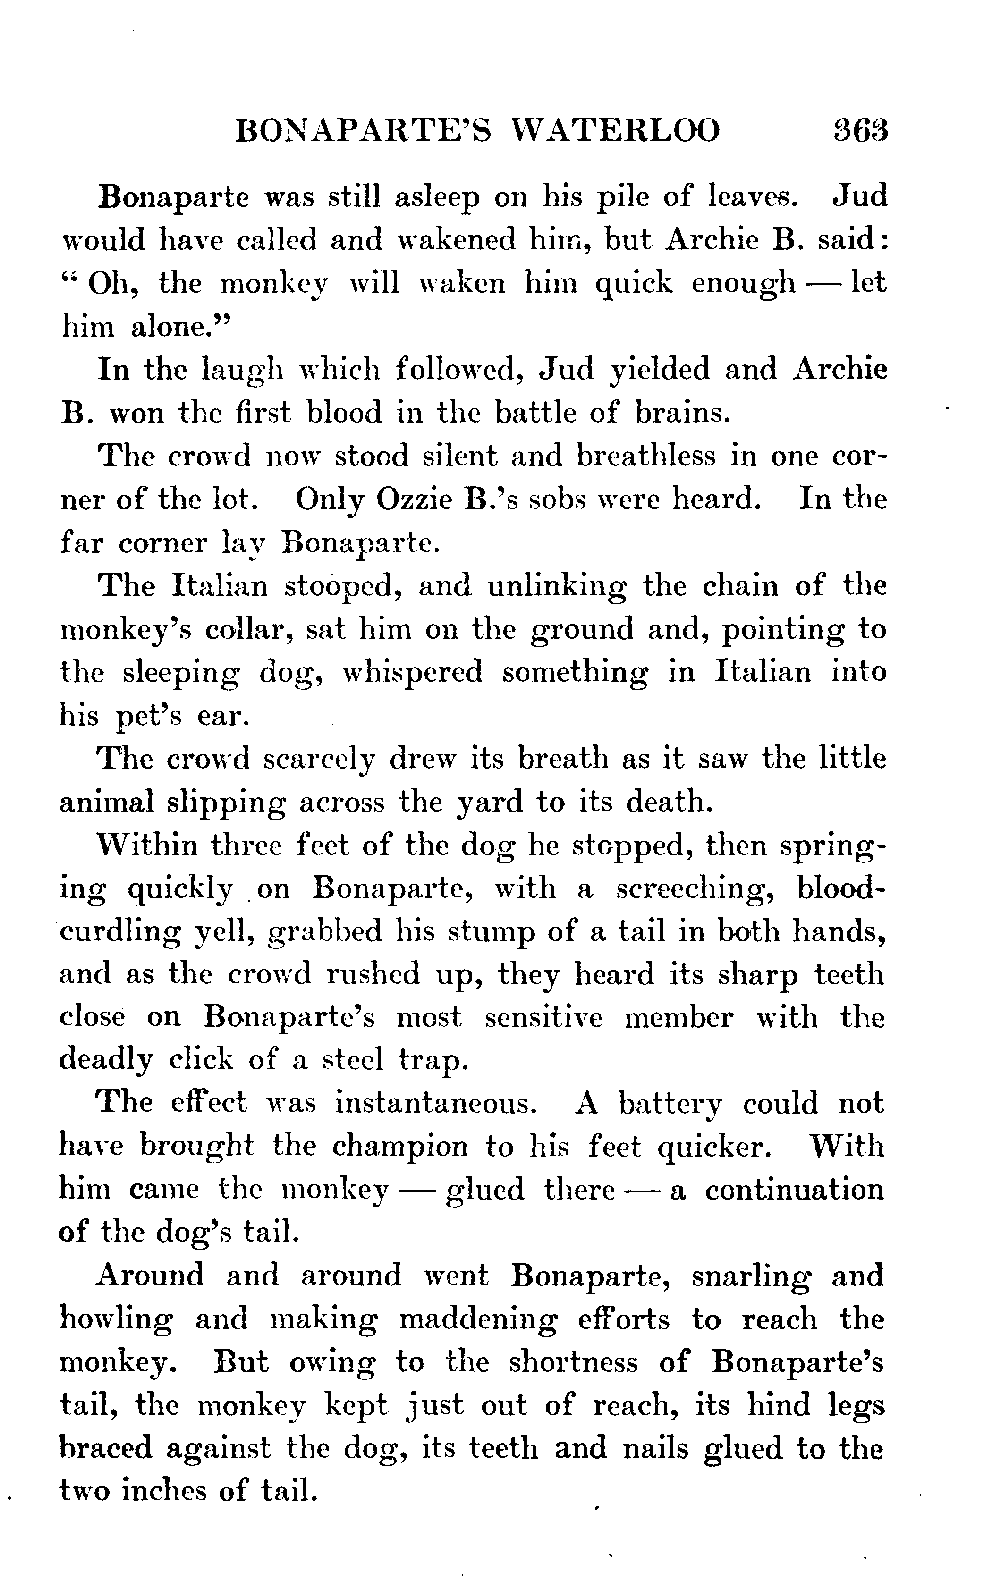 BONAPARTE'S WATERLOO 363
Bonaparte was still asleep on his pile of leaves. Jud
would have called and wakened him, but Archie B. said:
“ Oh, the monkey will waken him quick enough — let
him alone.”
In the laugh which followed, Jud yielded and Archie
B. won the first blood in the battle of brains.
The crowd now stood silent and breathless in one cor-
ner of the lot. Only Ozzie B.'s sobs were heard. In the
far corner lay Bonaparte.
The Italian stooped, and unlinking the chain of the
monkey's collar, sat him on the ground and, pointing to
the sleeping dog, whispered something in Italian into
his pet's ear.
The crowd scarcely drew its breath as it saw the little
animal slipping across the yard to its death.
Within three feet of the dog he stopped, then spring-
ing quickly on Bonaparte, with a screeching, blood-
curdling yell, grabbed his stump of a tail in both hands,
and as the crowd rushed up, they heard its sharp teeth
close on Bonaparte's most sensitive member with the
deadly click of a steel trap.
The effect was instantaneous. A battery could not
have brought the champion to his feet quicker. With
him came the monkey — glued there — a continuation
of the dog's tail.
Around and around went Bonaparte, snarling and
howling and making maddening efforts to reach the
monkey. But owing to the shortness of Bonaparte's
tail, the monkey kept just out of reach, its hind legs
braced against the dog, its teeth and nails glued to the
two inches of tail.